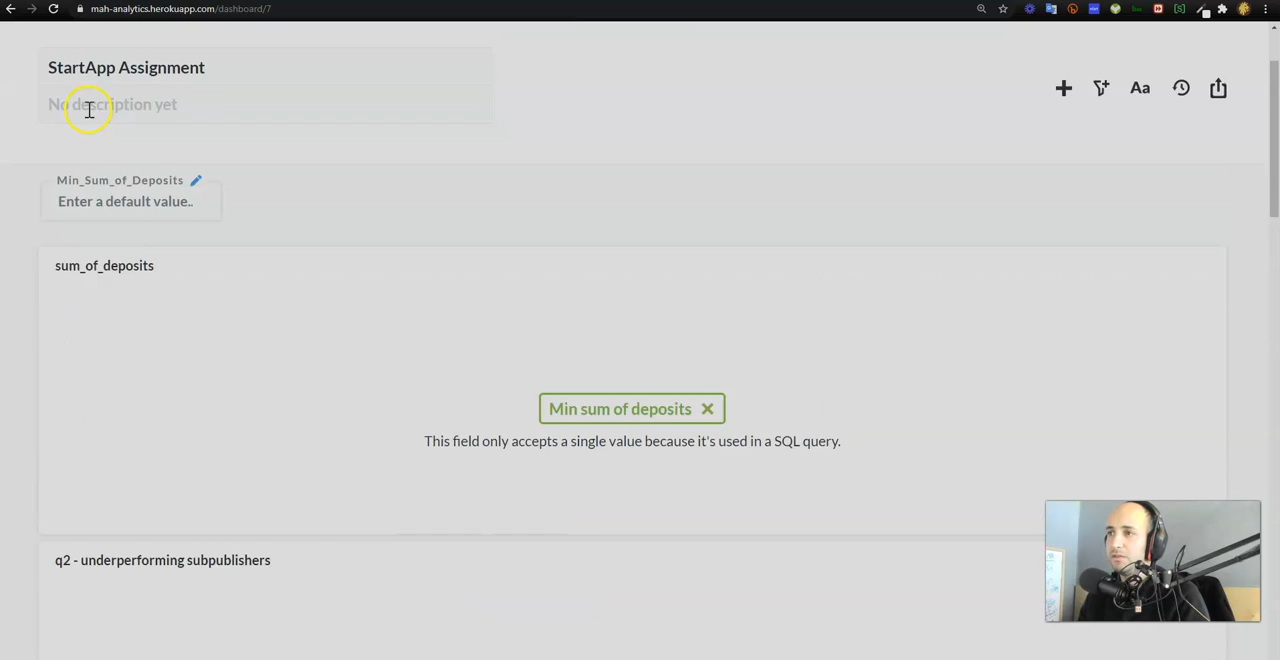 mah-analytics.herokuapp.com/dashboard/7
StartApp Assignment
No description yet
Aa
Min_Sum_of_Deposits
Enter a default value..
sum_of_deposits
Min sum of deposits
This field only accepts a single value because it's used in a SQL query.
q2 - underperforming subpublishers